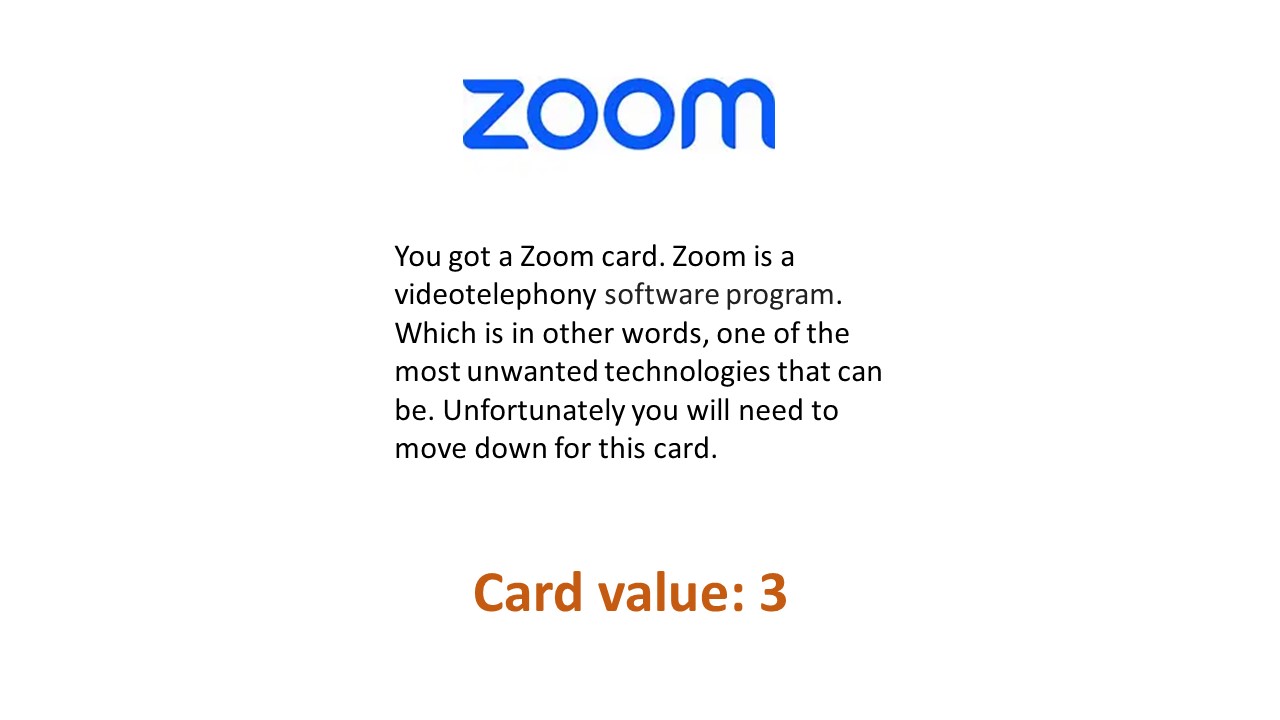 zoom
You got a Zoom card. Zoom is a
videotelephony software program.
Which is in other words, one of the
most unwanted technologies that can
be. Unfortunately you will need to
move down for this card.
Card value: 3